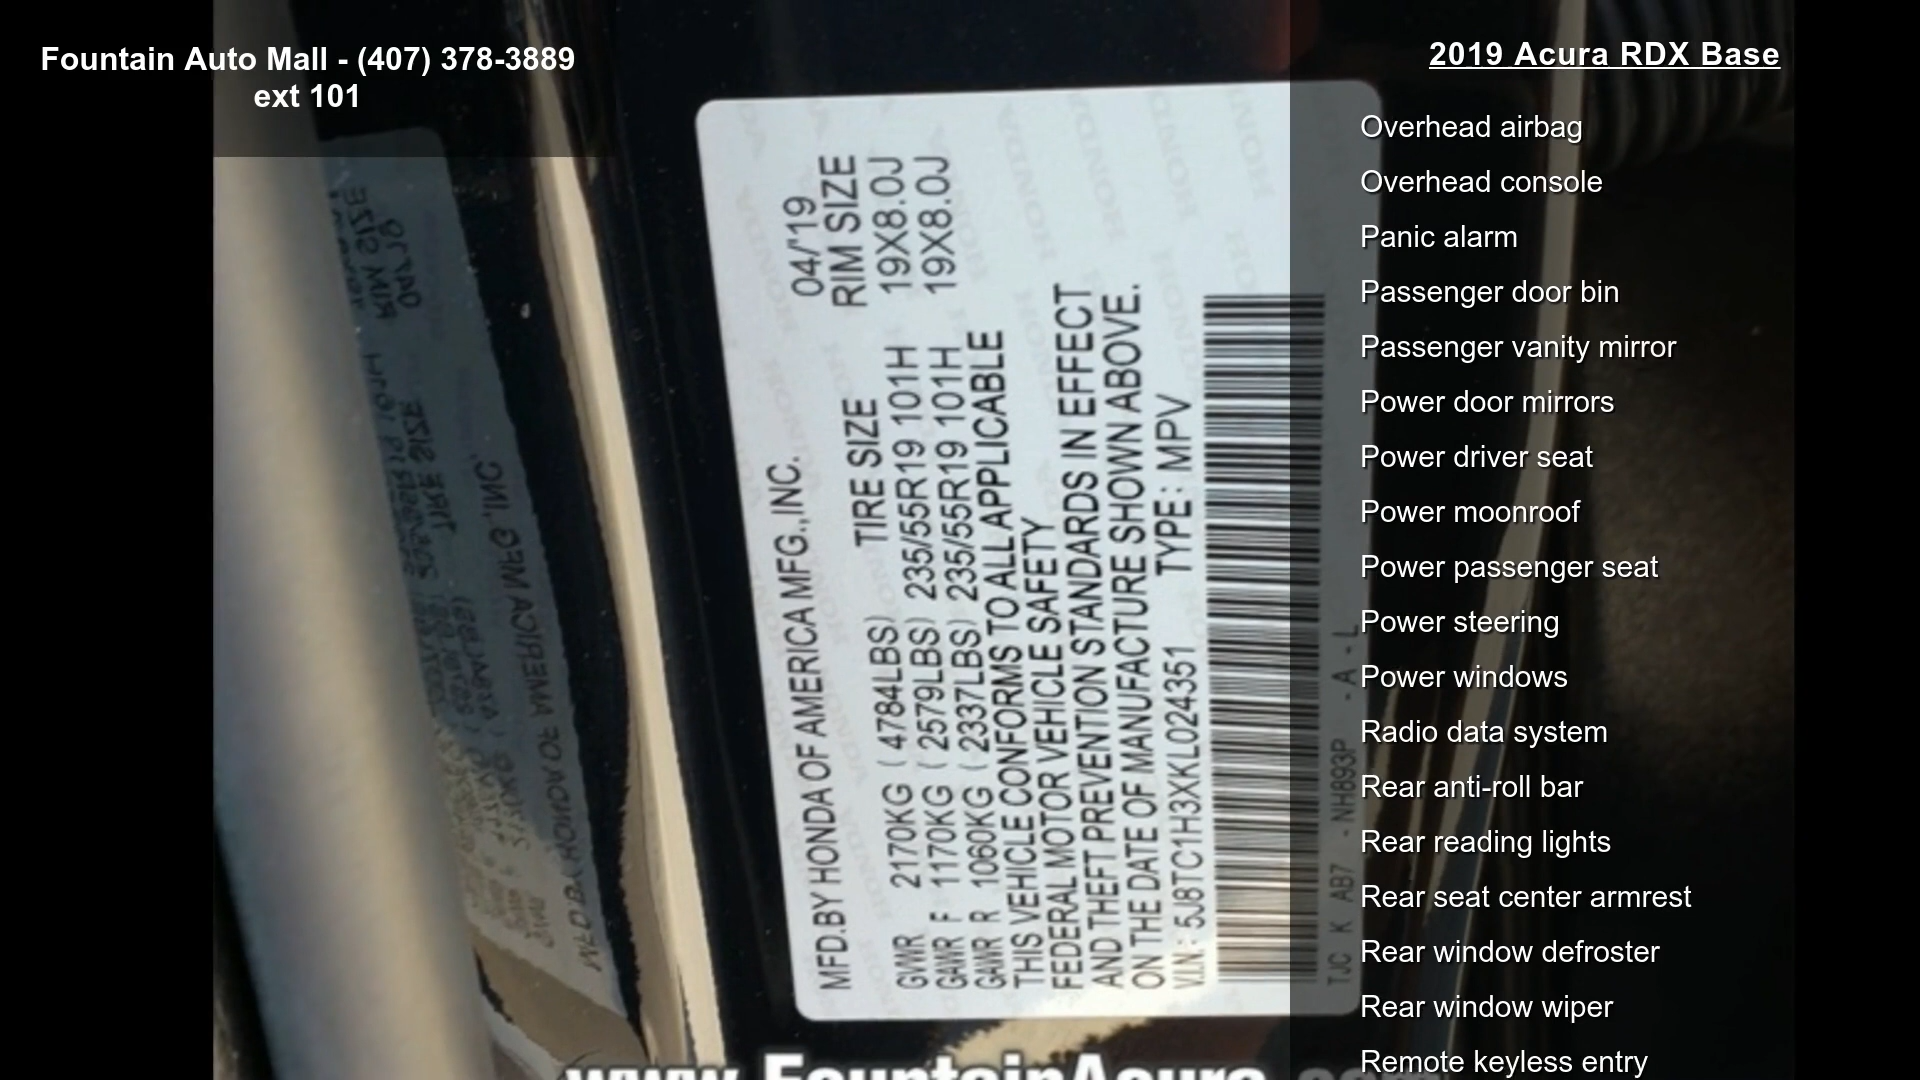 Fountain Auto Mall - (407) 378-3889
ext 101
2019 Acura RDX Base
Overhead airbag
Overhead console
Panic alarm
Passenger door bin
Passenger vanity mirror
Power door mirrors
Power driver seat
Power moonroof
Power passenger seat
Power steering
Power windows
Radio data system
Rear anti-roll bar
Rear reading lights
Rear seat center armrest
Rear window defroster
Rear window wiper
Remote keyless entry
MFD.BY HONDA OF AMERICA MFG.,INC. 04/'19
TIRE SIZE RIM SIZE
GVWR 2170KG ( 4784LBS) 235/55R19 101H 19X8.0J
GAWR F 1170KG ( 2579LBS) 235/55R19 101H 19X8.0J
GAWR R 1060KG ( 2337LBS)
THIS VEHICLE CONFORMS TO ALL APPLICABLE
FEDERAL MOTOR VEHICLE SAFETY
AND THEFT PREVENTION STANDARDS IN EFFECT
ON THE DATE OF MANUFACTURE SHOWN ABOVE.
V.I.N.: 5J8TC1H3XKL024351 TYPE: MPV
TJC K AB7 - NH893P - A - L
www.FountainAcura.com